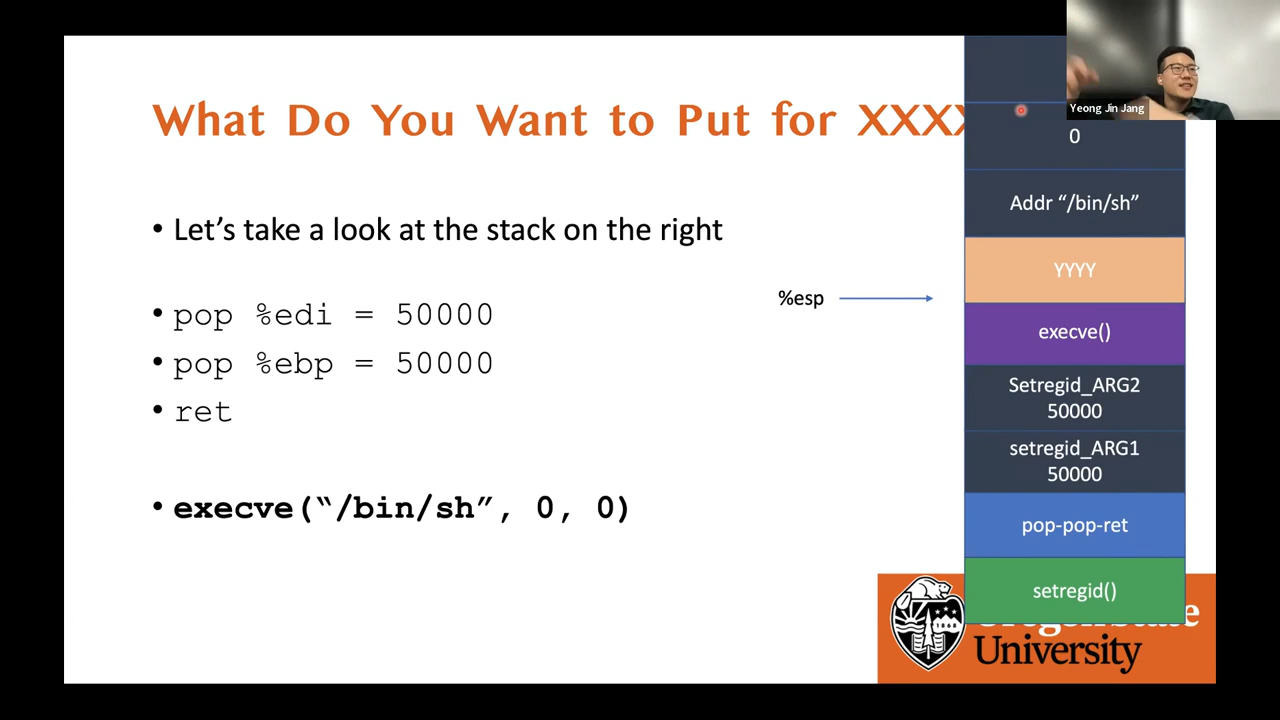 What Do You Want to Put for XXXX
Yeong Jin Jang
0
Addr “/bin/sh”
• Let’s take a look at the stack on the right
YYYY
%esp
• pop %edi = 50000
execve()
• pop %ebp = 50000
Setregid_ARG2
50000
• ret
setregid_ARG1
50000
• execve(“/bin/sh”, 0, 0)
pop-pop-ret
setregid()
University